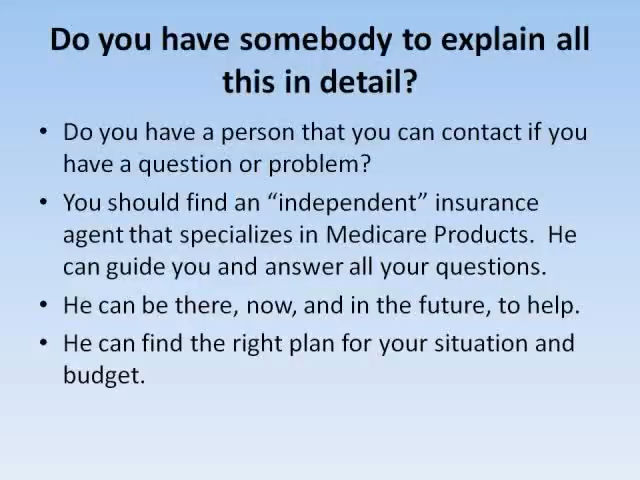 Do you have somebody to explain all
this in detail?
• Do you have a person that you can contact if you
have a question or problem?
• You should find an “independent” insurance
agent that specializes in Medicare Products.  He
can guide you and answer all your questions.
• He can be there, now, and in the future, to help.
• He can find the right plan for your situation and
budget.